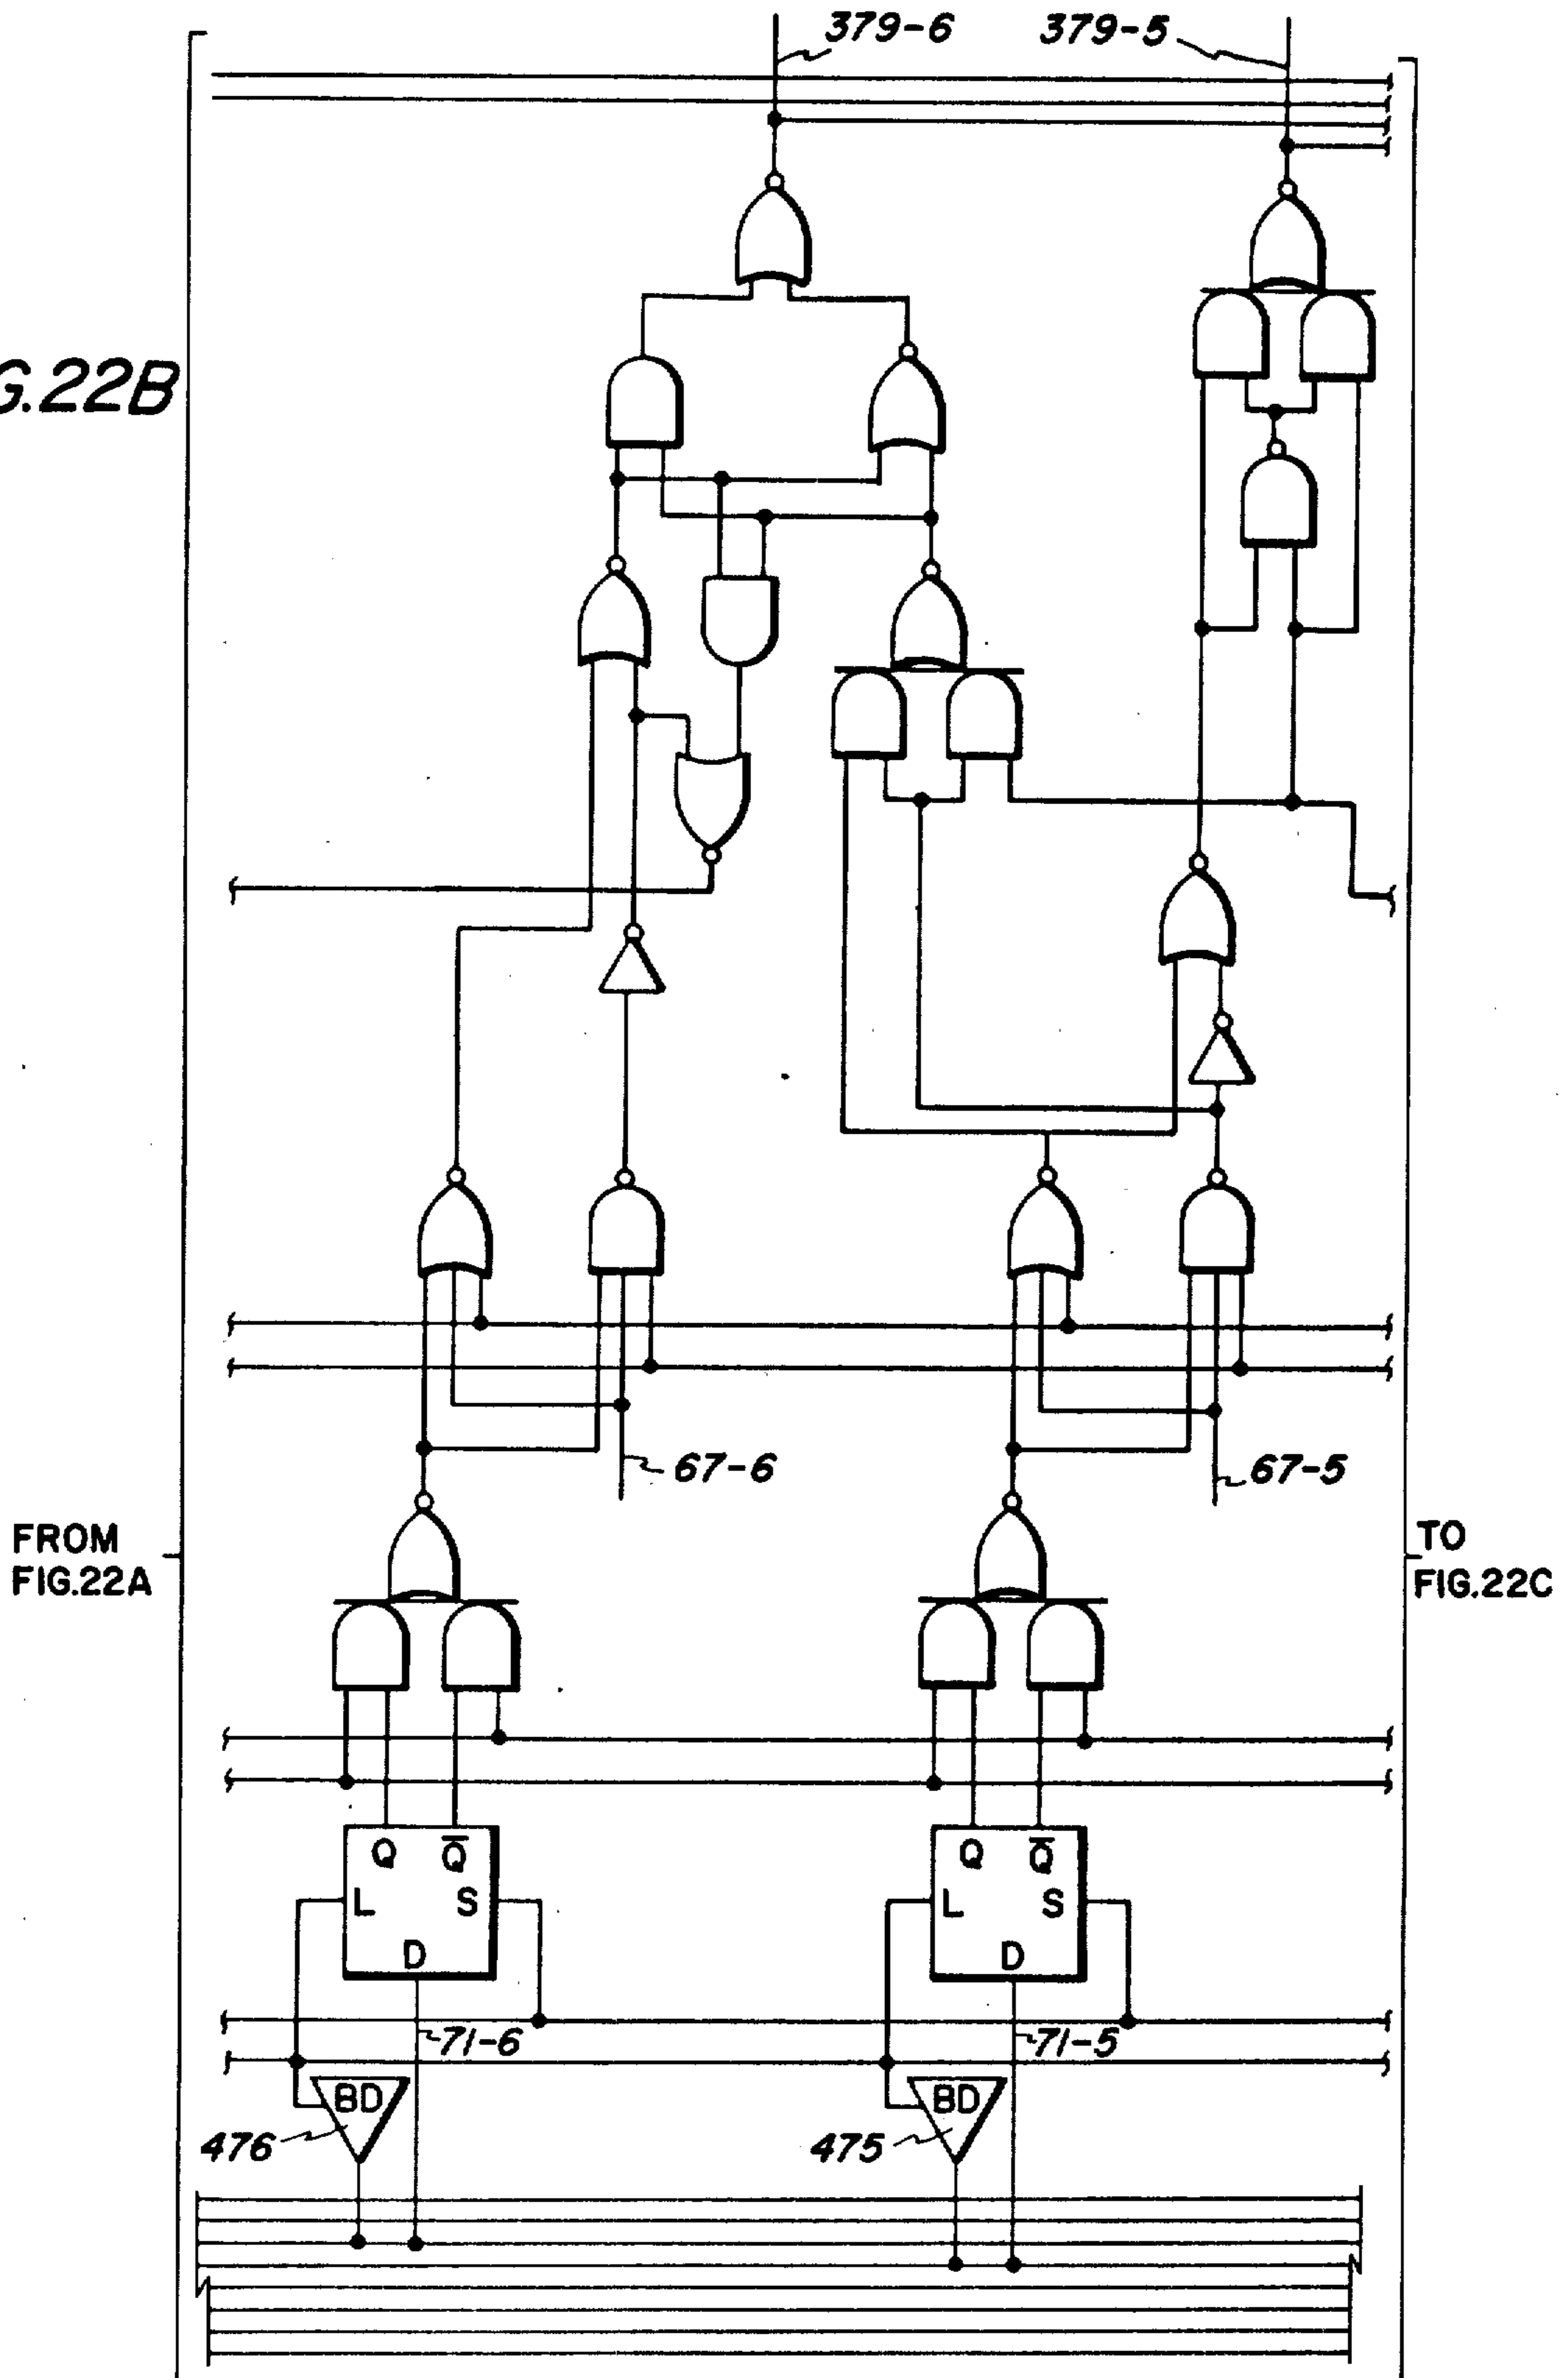 379-6
379-5
G.22B
67-6
67-5
FROM
FIG.22A
TO
FIG.22C
Q Q̅
L S
D
Q Q̅
L S
D
71-6
71-5
BD
BD
476
475